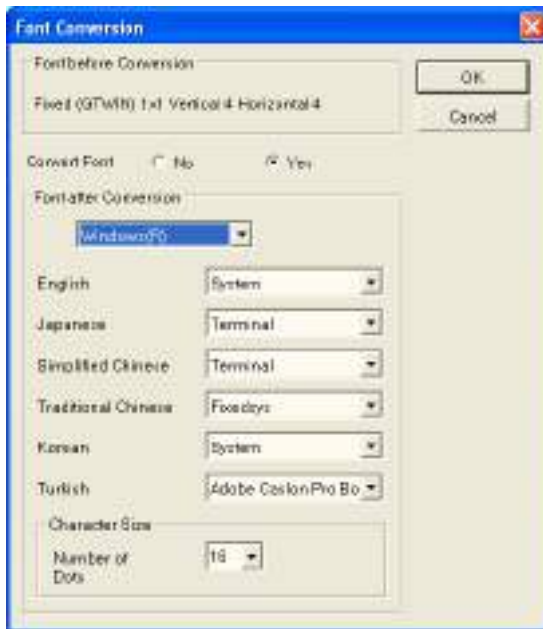 Font Conversion
Font before Conversion
Fixed (GTWIN) 1x1 Vertical 4 Horizontal 4
OK
Cancel
Convert Font No Yes
Font after Conversion
Windows(R)
English System
Japanese Terminal
Simplified Chinese Terminal
Traditional Chinese Fixedsys
Korean System
Turkish Adobe Caslon Pro Bo
Character Size
Number of 16
Dots